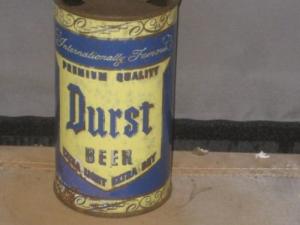 Internationally Famous
PREMIUM QUALITY
Durst
BEER
EXTRA LIGHT EXTRA DRY